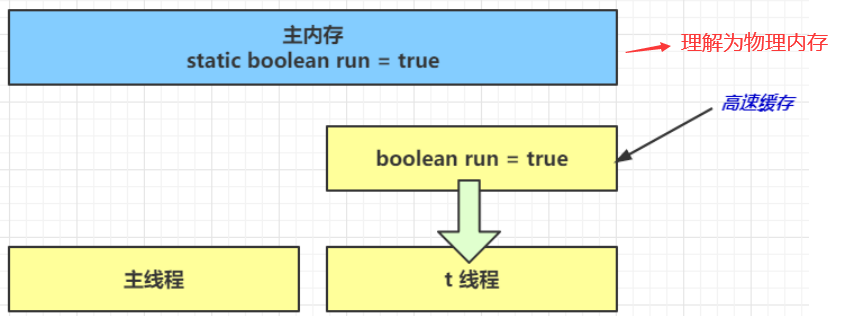 主内存
static boolean run = true
理解为物理内存
高速缓存
boolean run = true
主线程
t 线程